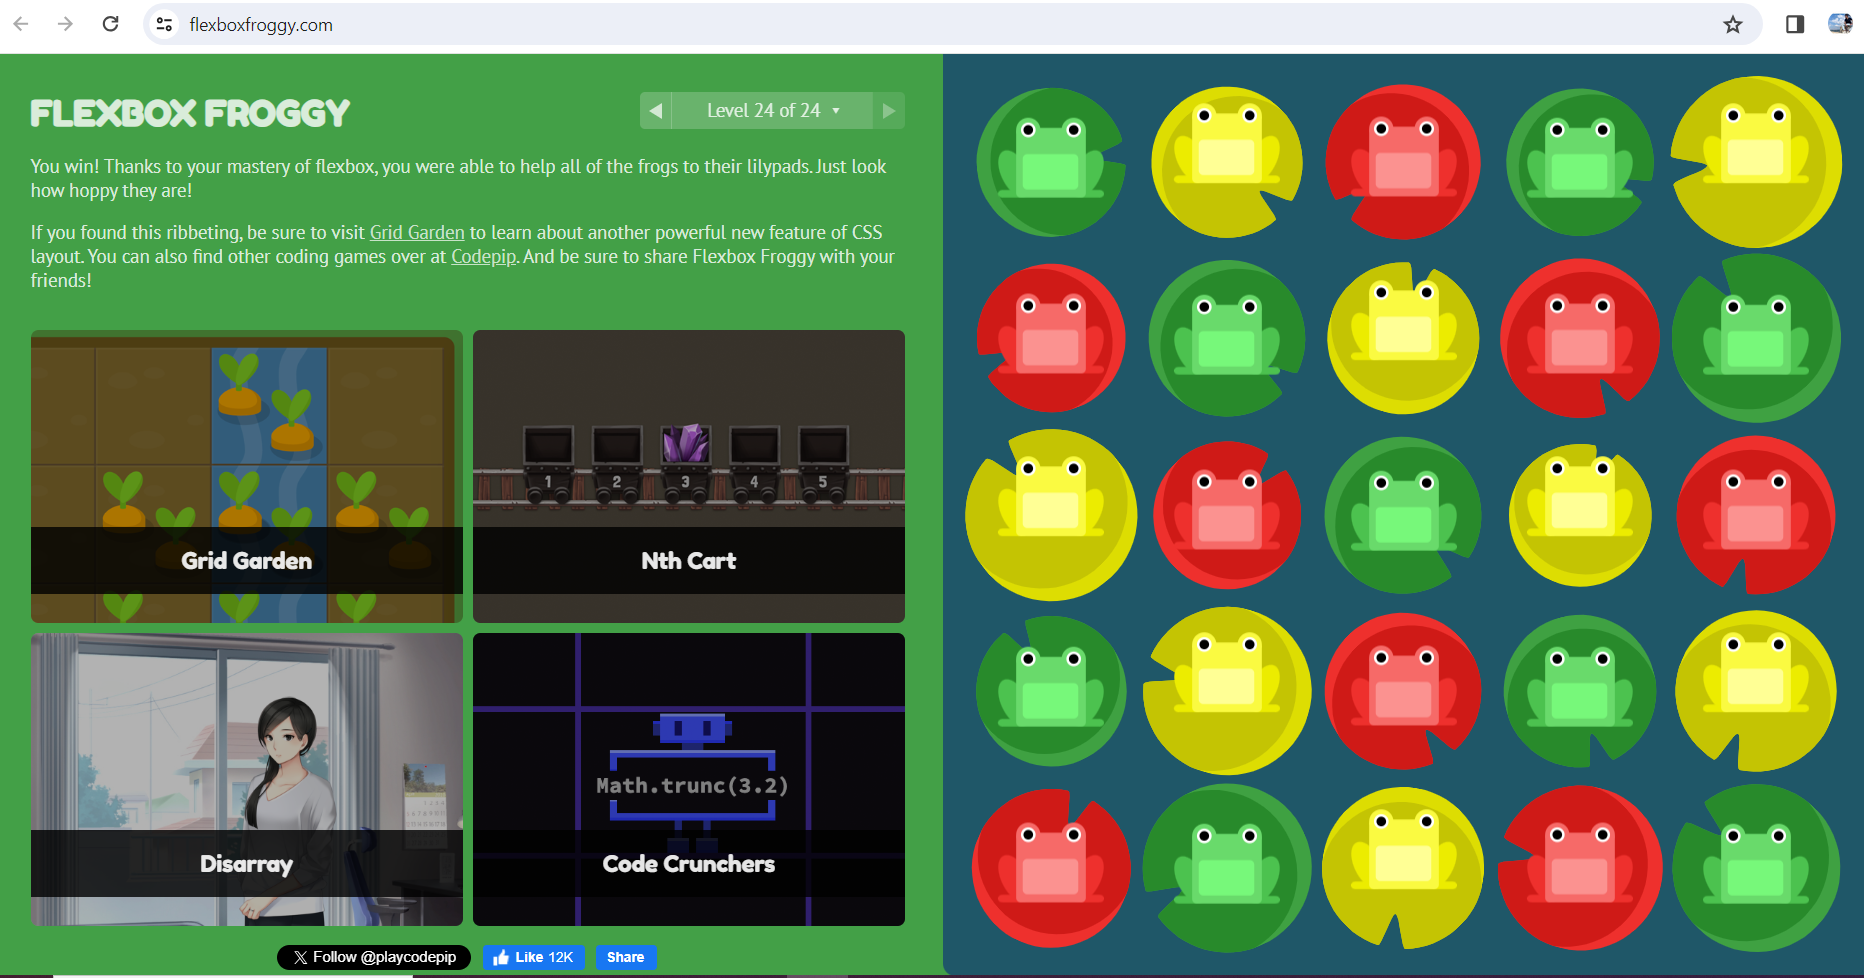 flexboxfroggy.com
FLEXBOX FROGGY
Level 24 of 24
You win! Thanks to your mastery of flexbox, you were able to help all of the frogs to their lilypads. Just look
how hoppy they are!
If you found this ribbeting, be sure to visit Grid Garden to learn about another powerful new feature of CSS
layout. You can also find other coding games over at Codepip. And be sure to share Flexbox Froggy with your
friends!
1 2 3 4 5
Grid Garden
Nth Cart
Math.trunc(3.2)
Disarray
Code Crunchers
X Follow @playcodepip
Like 12K
Share